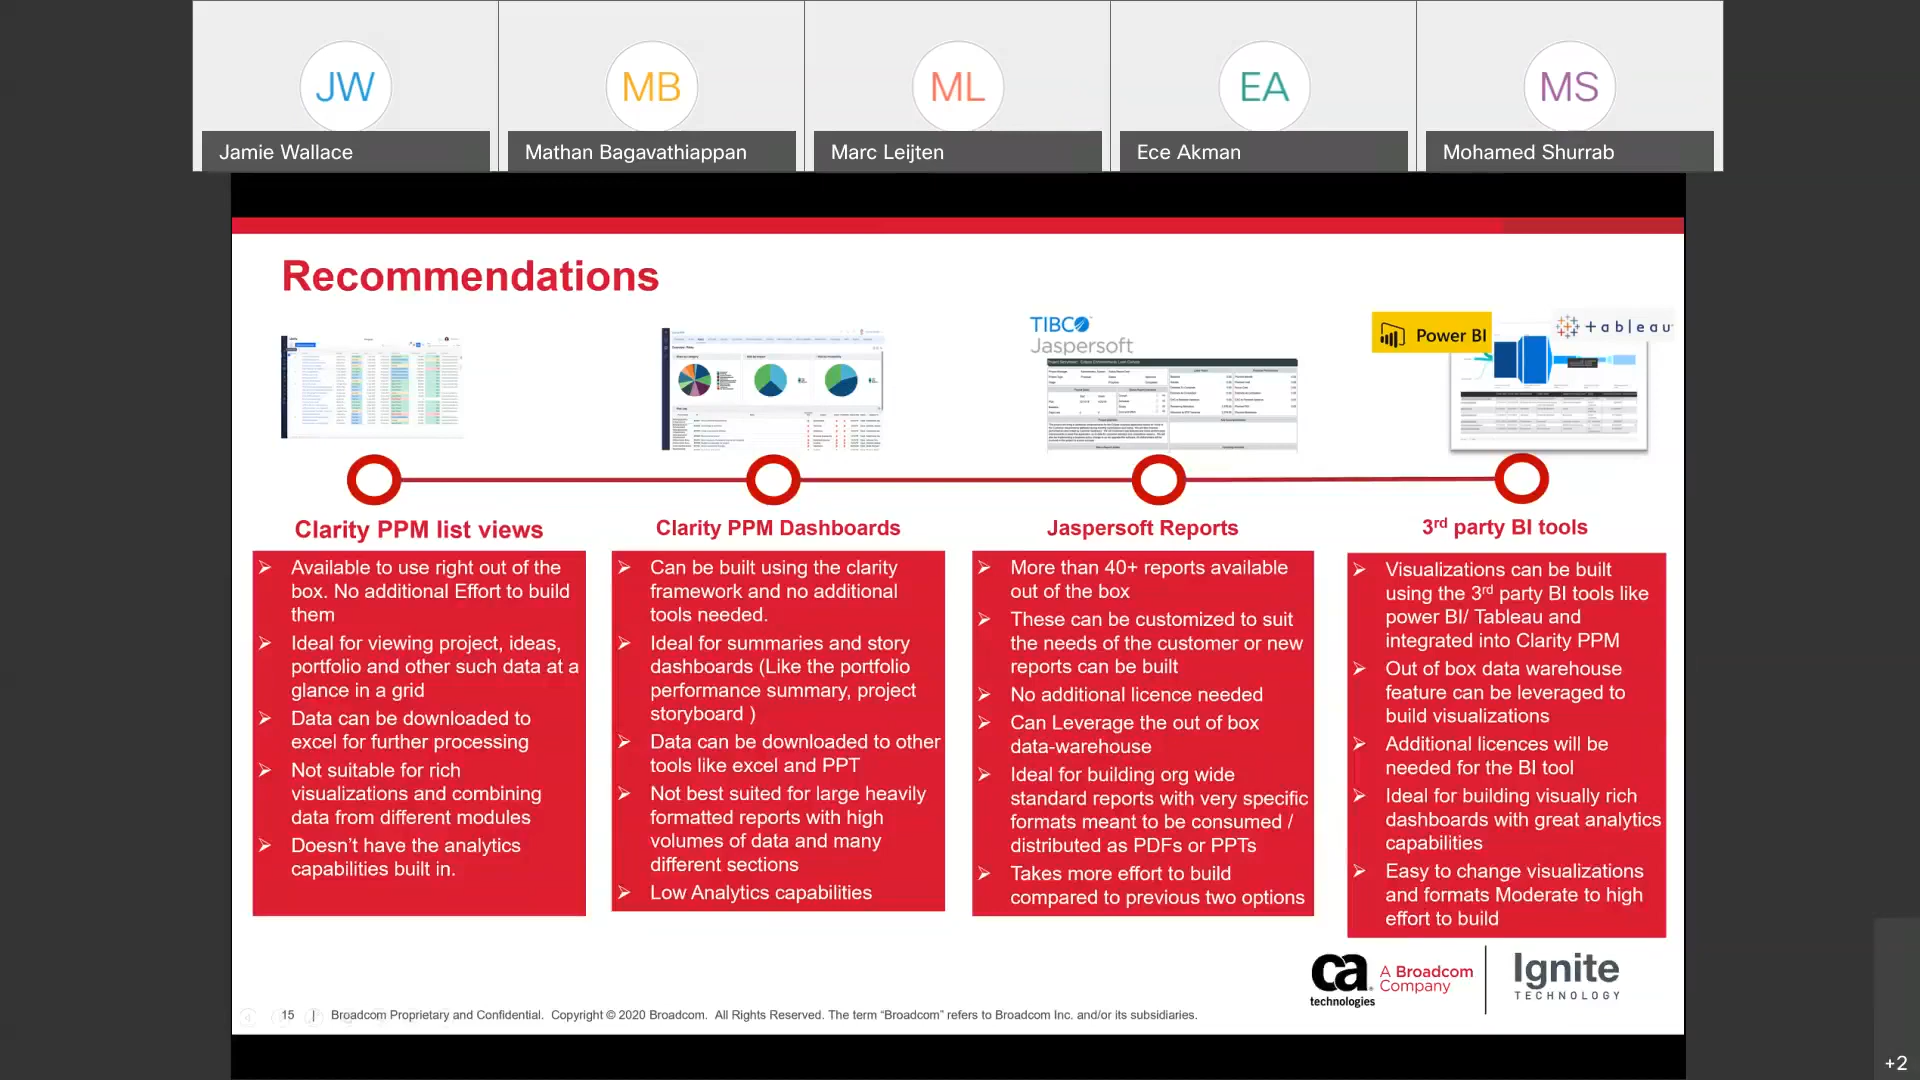 JW
MB
ML
EA
MS
Jamie Wallace
Mathan Bagavathiappan
Marc Leijten
Ece Akman
Mohamed Shurrab
Recommendations
TIBCO
Jaspersoft
Power BI
+ableau
Clarity PPM list views
Available to use right out of the
box. No additional Effort to build
them
Ideal for viewing project, ideas,
portfolio and other such data at a
glance in a grid
Data can be downloaded to
excel for further processing
Not suitable for rich
visualizations and combining
data from different modules
Doesn’t have the analytics
capabilities built in.
Clarity PPM Dashboards
Can be built using the clarity
framework and no additional
tools needed.
Ideal for summaries and story
dashboards (Like the portfolio
performance summary, project
storyboard )
Data can be downloaded to other
tools like excel and PPT
Not best suited for large heavily
formatted reports with high
volumes of data and many
different sections
Low Analytics capabilities
Jaspersoft Reports
More than 40+ reports available
out of the box
These can be customized to suit
the needs of the customer or new
reports can be built
No additional licence needed
Can Leverage the out of box
data-warehouse
Ideal for building org wide
standard reports with very specific
formats meant to be consumed /
distributed as PDFs or PPTs
Takes more effort to build
compared to previous two options
3rd party BI tools
Visualizations can be built
using the 3rd party BI tools like
power BI/ Tableau and
integrated into Clarity PPM
Out of box data warehouse
feature can be leveraged to
build visualizations
Additional licences will be
needed for the BI tool
Ideal for building visually rich
dashboards with great analytics
capabilities
Easy to change visualizations
and formats Moderate to high
effort to build
ca
technologies
A Broadcom
Company
Ignite
TECHNOLOGY
15 | Broadcom Proprietary and Confidential. Copyright © 2020 Broadcom. All Rights Reserved. The term “Broadcom” refers to Broadcom Inc. and/or its subsidiaries.
+2